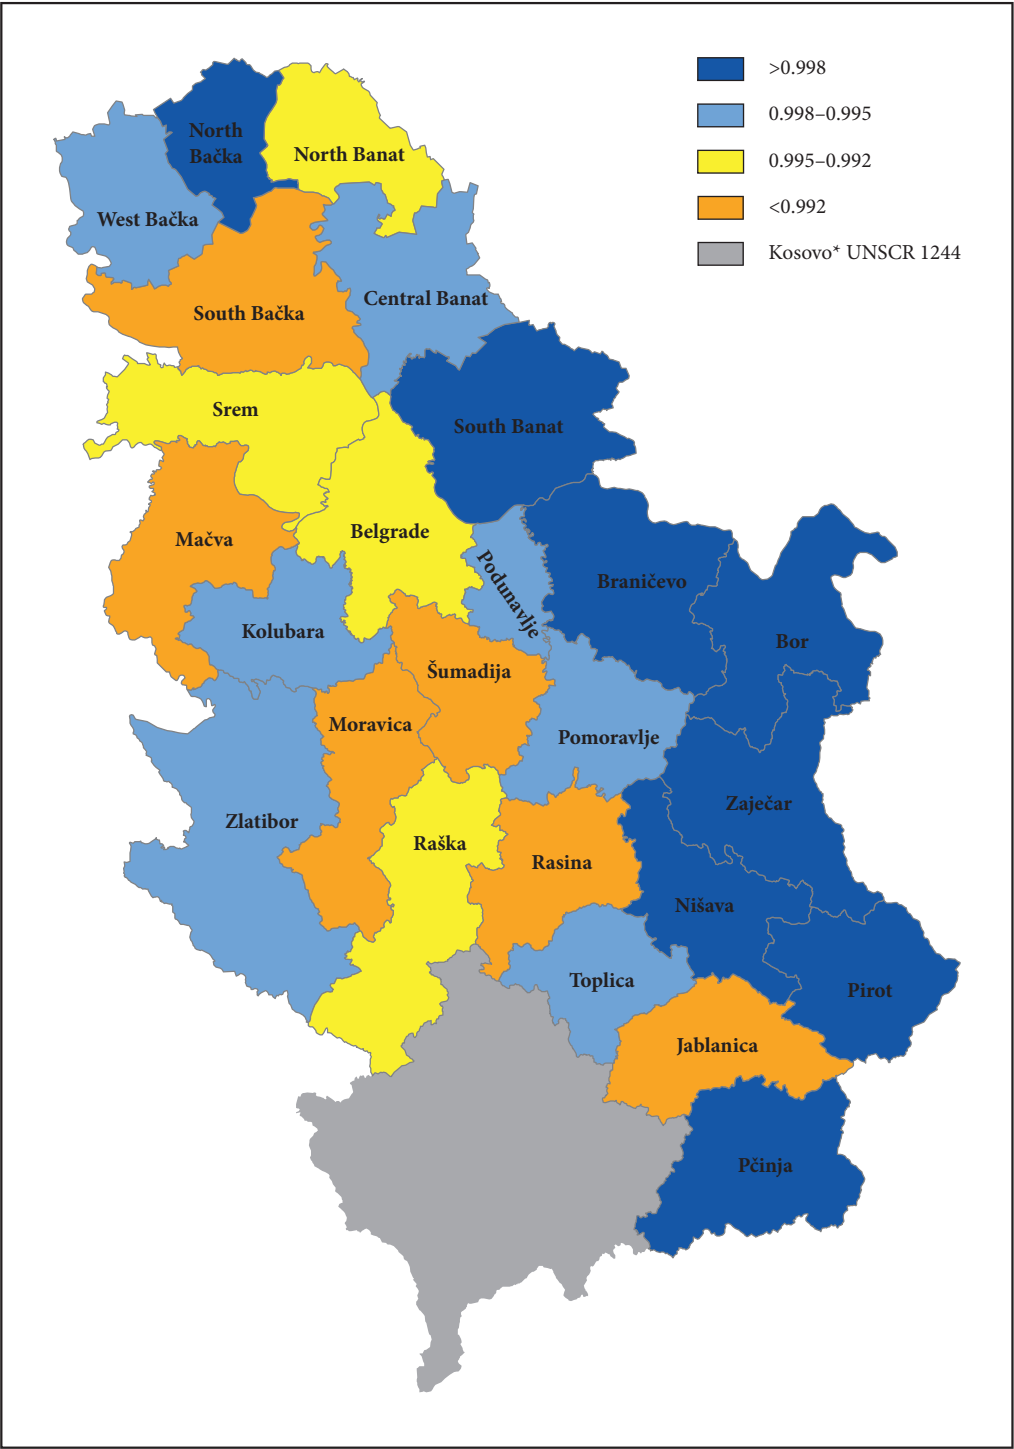 >0.998
0.998–0.995
0.995–0.992
<0.992
Kosovo* UNSCR 1244
North
Bačka
North Banat
West Bačka
Central Banat
South Bačka
Srem
South Banat
Mačva
Belgrade
Podunavlje
Braničevo
Kolubara
Bor
Šumadija
Moravica
Pomoravlje
Zaječar
Zlatibor
Raška
Rasina
Nišava
Toplica
Pirot
Jablanica
Pčinja